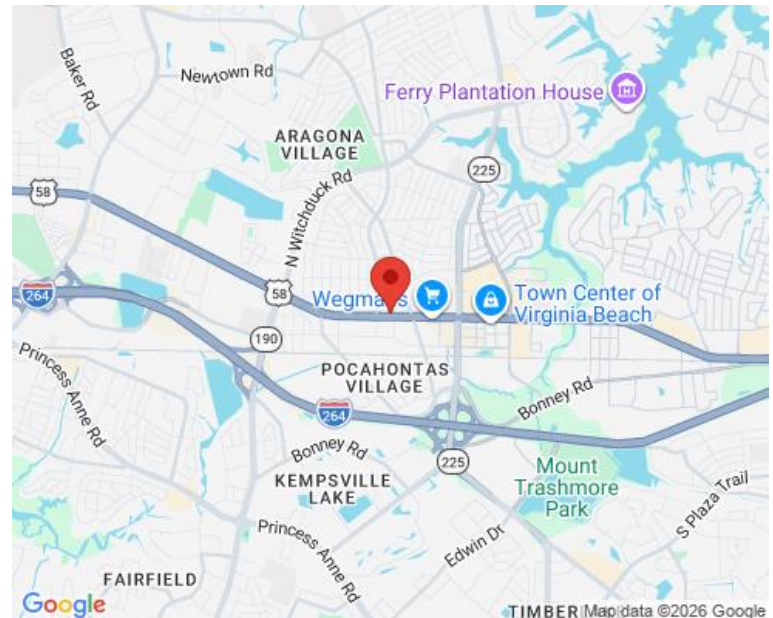 Baker Rd
Newtown Rd
Ferry Plantation House
ARAGONA
VILLAGE
225
58
N Witchduck Rd
264
58
Wegmans
Town Center of
Virginia Beach
190
Princess Anne Rd
POCAHONTAS
VILLAGE
264
Bonney Rd
Bonney Rd
225
KEMPSVILLE
LAKE
Mount
Trashmore
Park
S Plaza Trail
Princess Anne Rd
Edwin Dr
FAIRFIELD
Google
TIMBER
Map data ©2026 Google